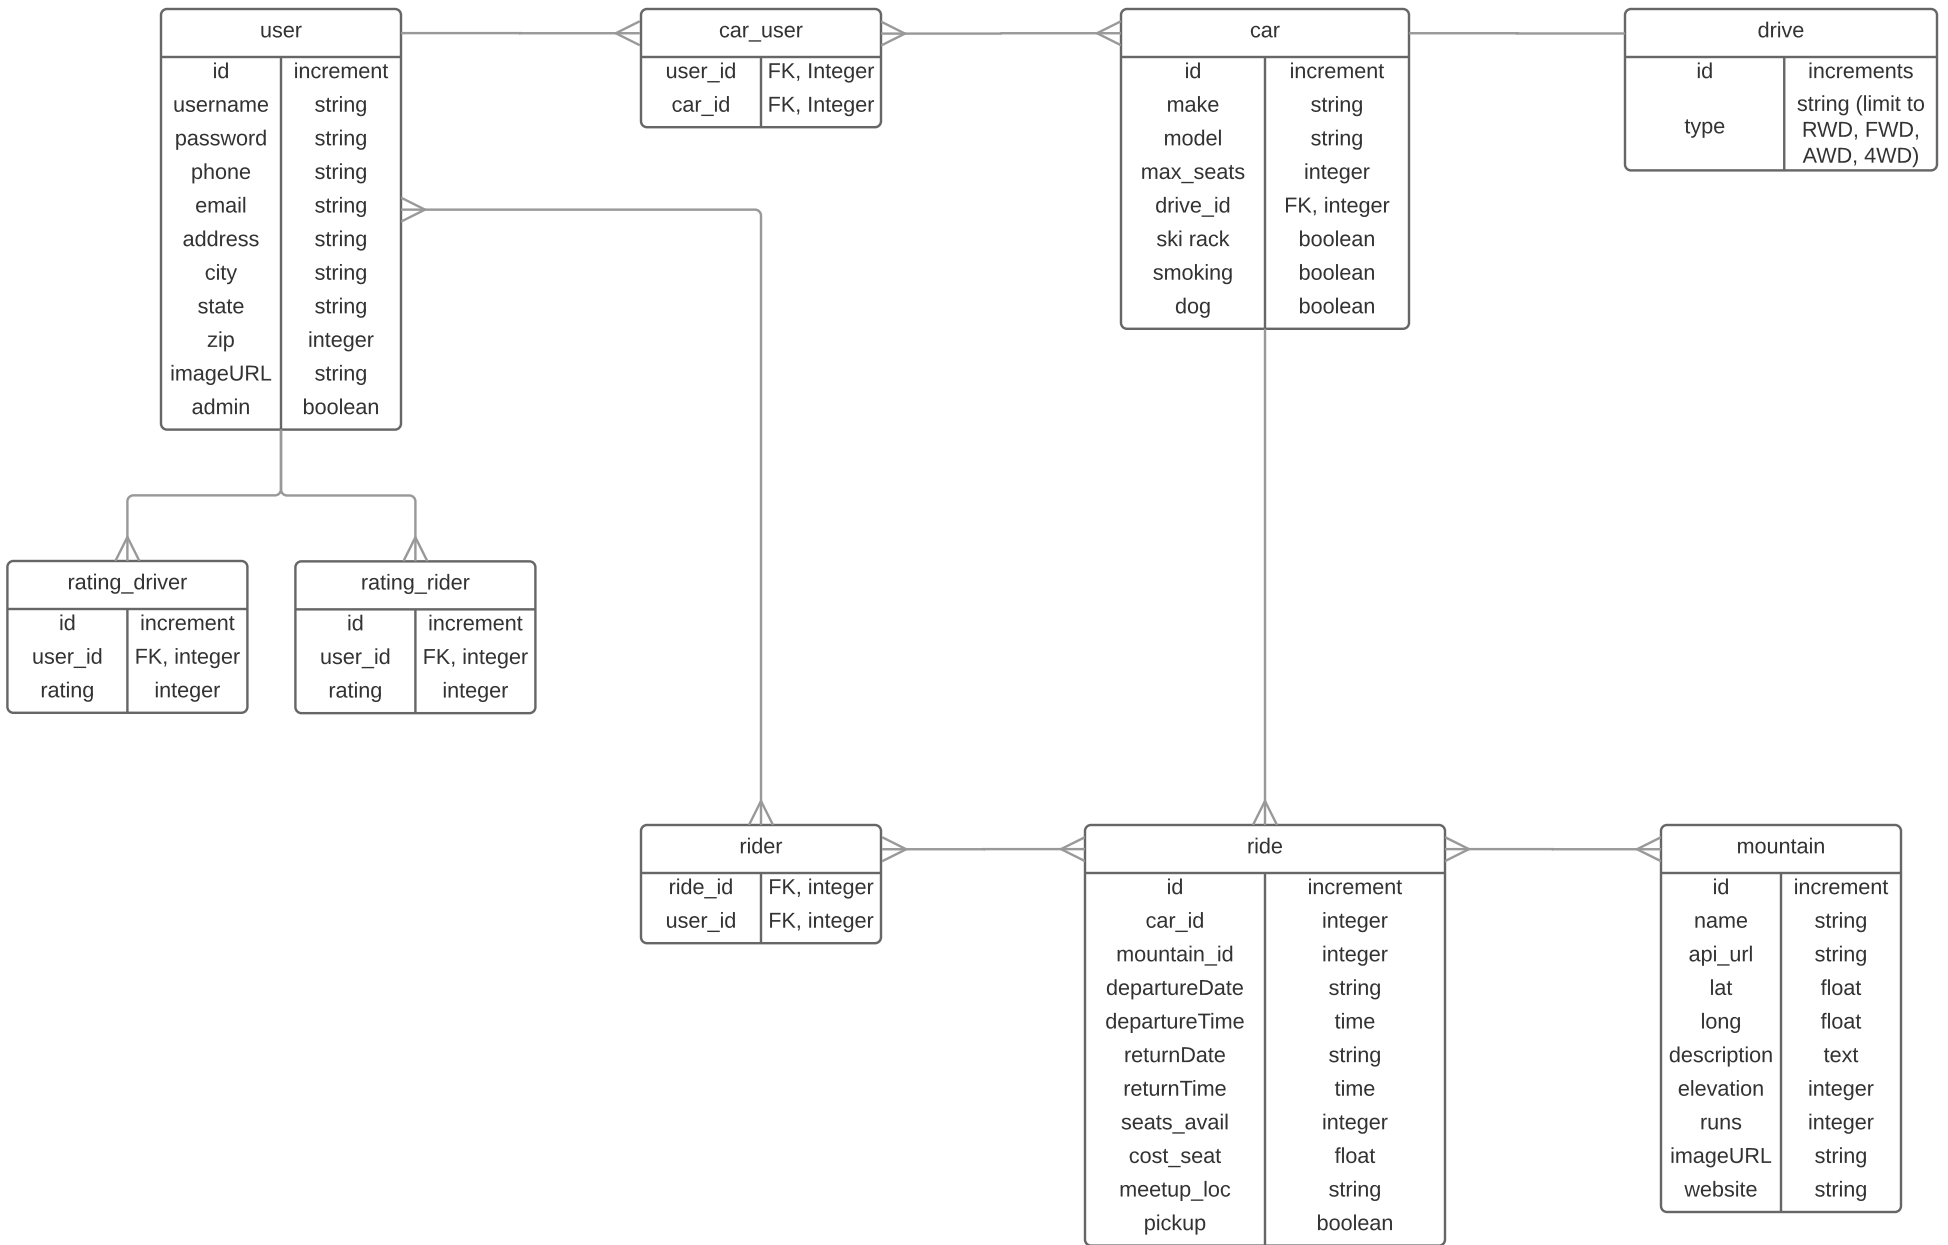 user
id increment
username string
password string
phone string
email string
address string
city string
state string
zip integer
imageURL string
admin boolean
car_user
user_id FK, Integer
car_id FK, Integer
car
id increment
make string
model string
max_seats integer
drive_id FK, integer
ski rack boolean
smoking boolean
dog boolean
drive
id increments
type string (limit to
RWD, FWD,
AWD, 4WD)
rating_driver
id increment
user_id FK, integer
rating integer
rating_rider
id increment
user_id FK, integer
rating integer
rider
ride_id FK, integer
user_id FK, integer
ride
id increment
car_id integer
mountain_id integer
departureDate string
departureTime time
returnDate string
returnTime time
seats_avail integer
cost_seat float
meetup_loc string
pickup boolean
mountain
id increment
name string
api_url string
lat float
long float
description text
elevation integer
runs integer
imageURL string
website string